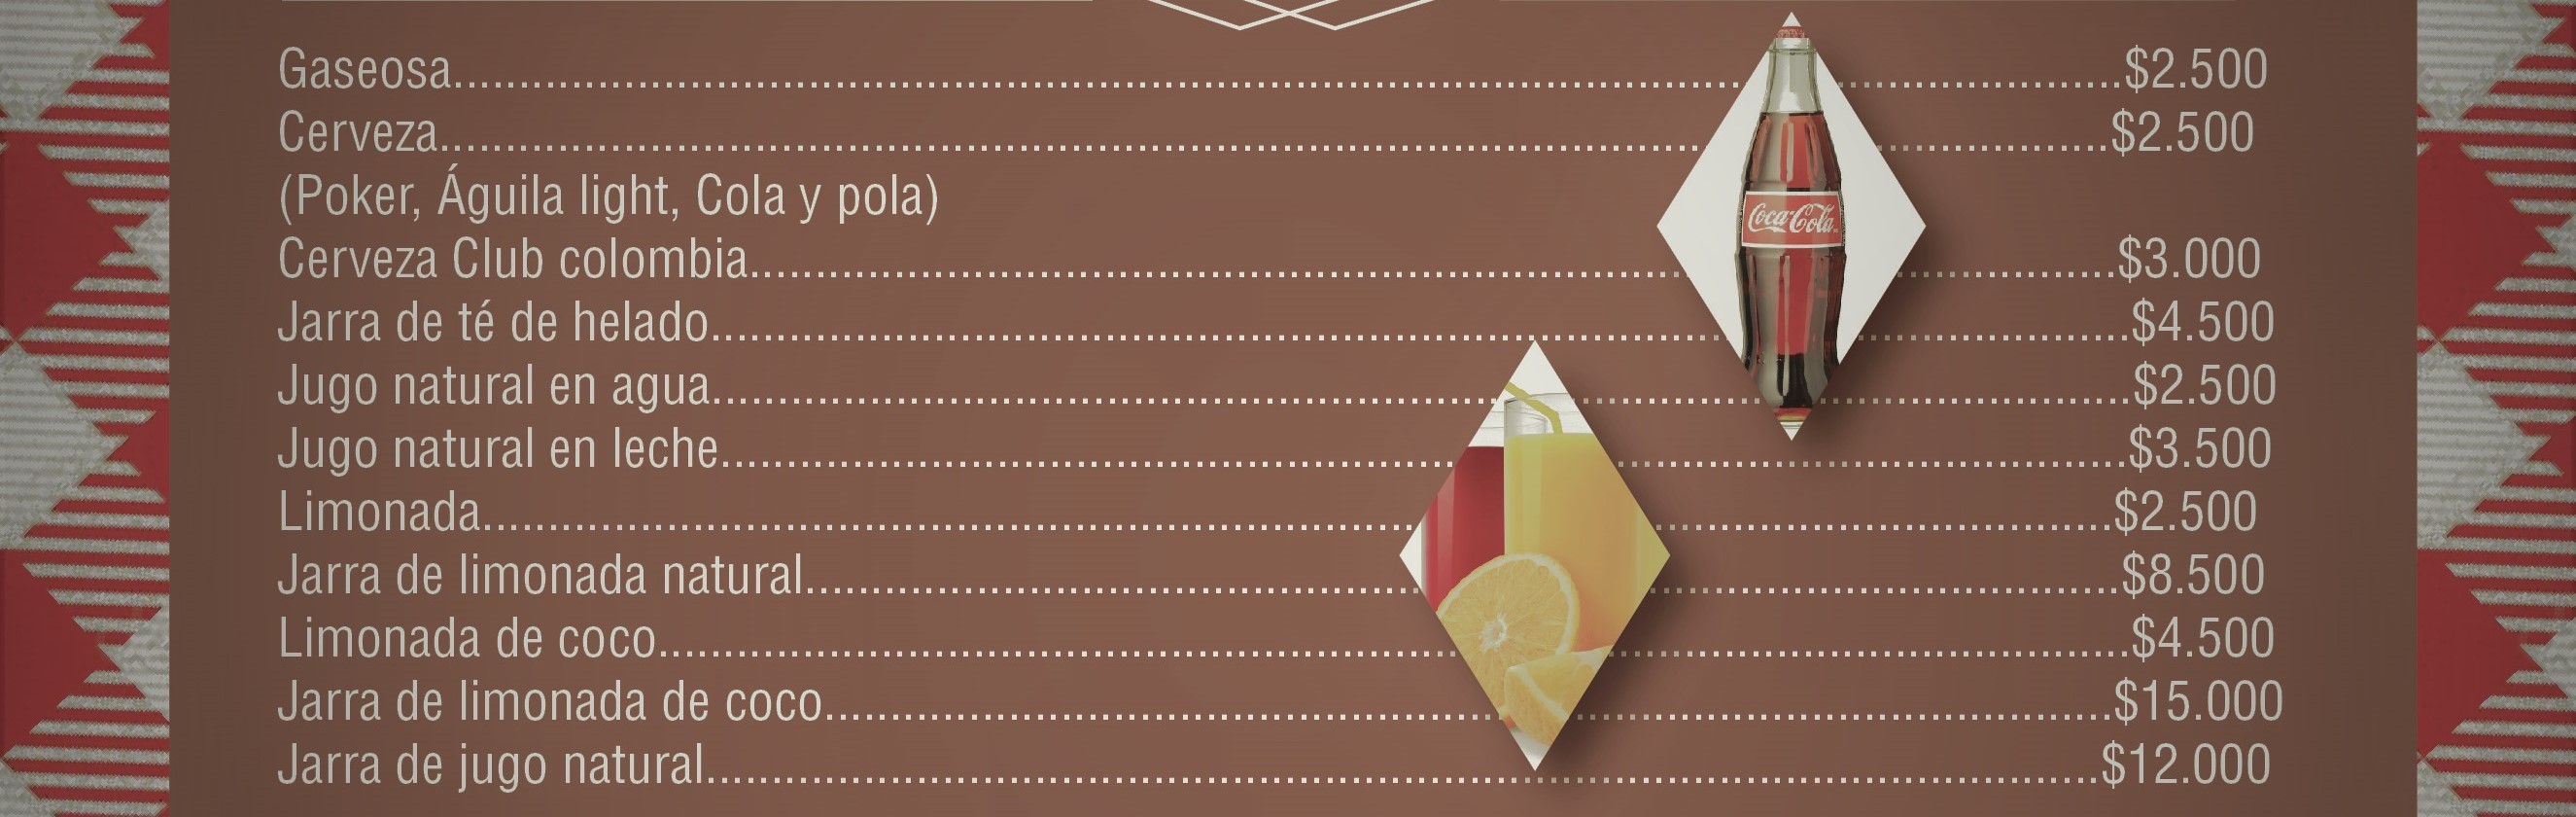 Gaseosa........................$2.500
Cerveza........................$2.500
(Poker, Águila light, Cola y pola)
Cerveza Club colombia........................$3.000
Jarra de té de helado........................$4.500
Jugo natural en agua........................$2.500
Jugo natural en leche........................$3.500
Limonada........................$2.500
Jarra de limonada natural........................$8.500
Limonada de coco........................$4.500
Jarra de limonada de coco........................$15.000
Jarra de jugo natural........................$12.000
Coca-Cola